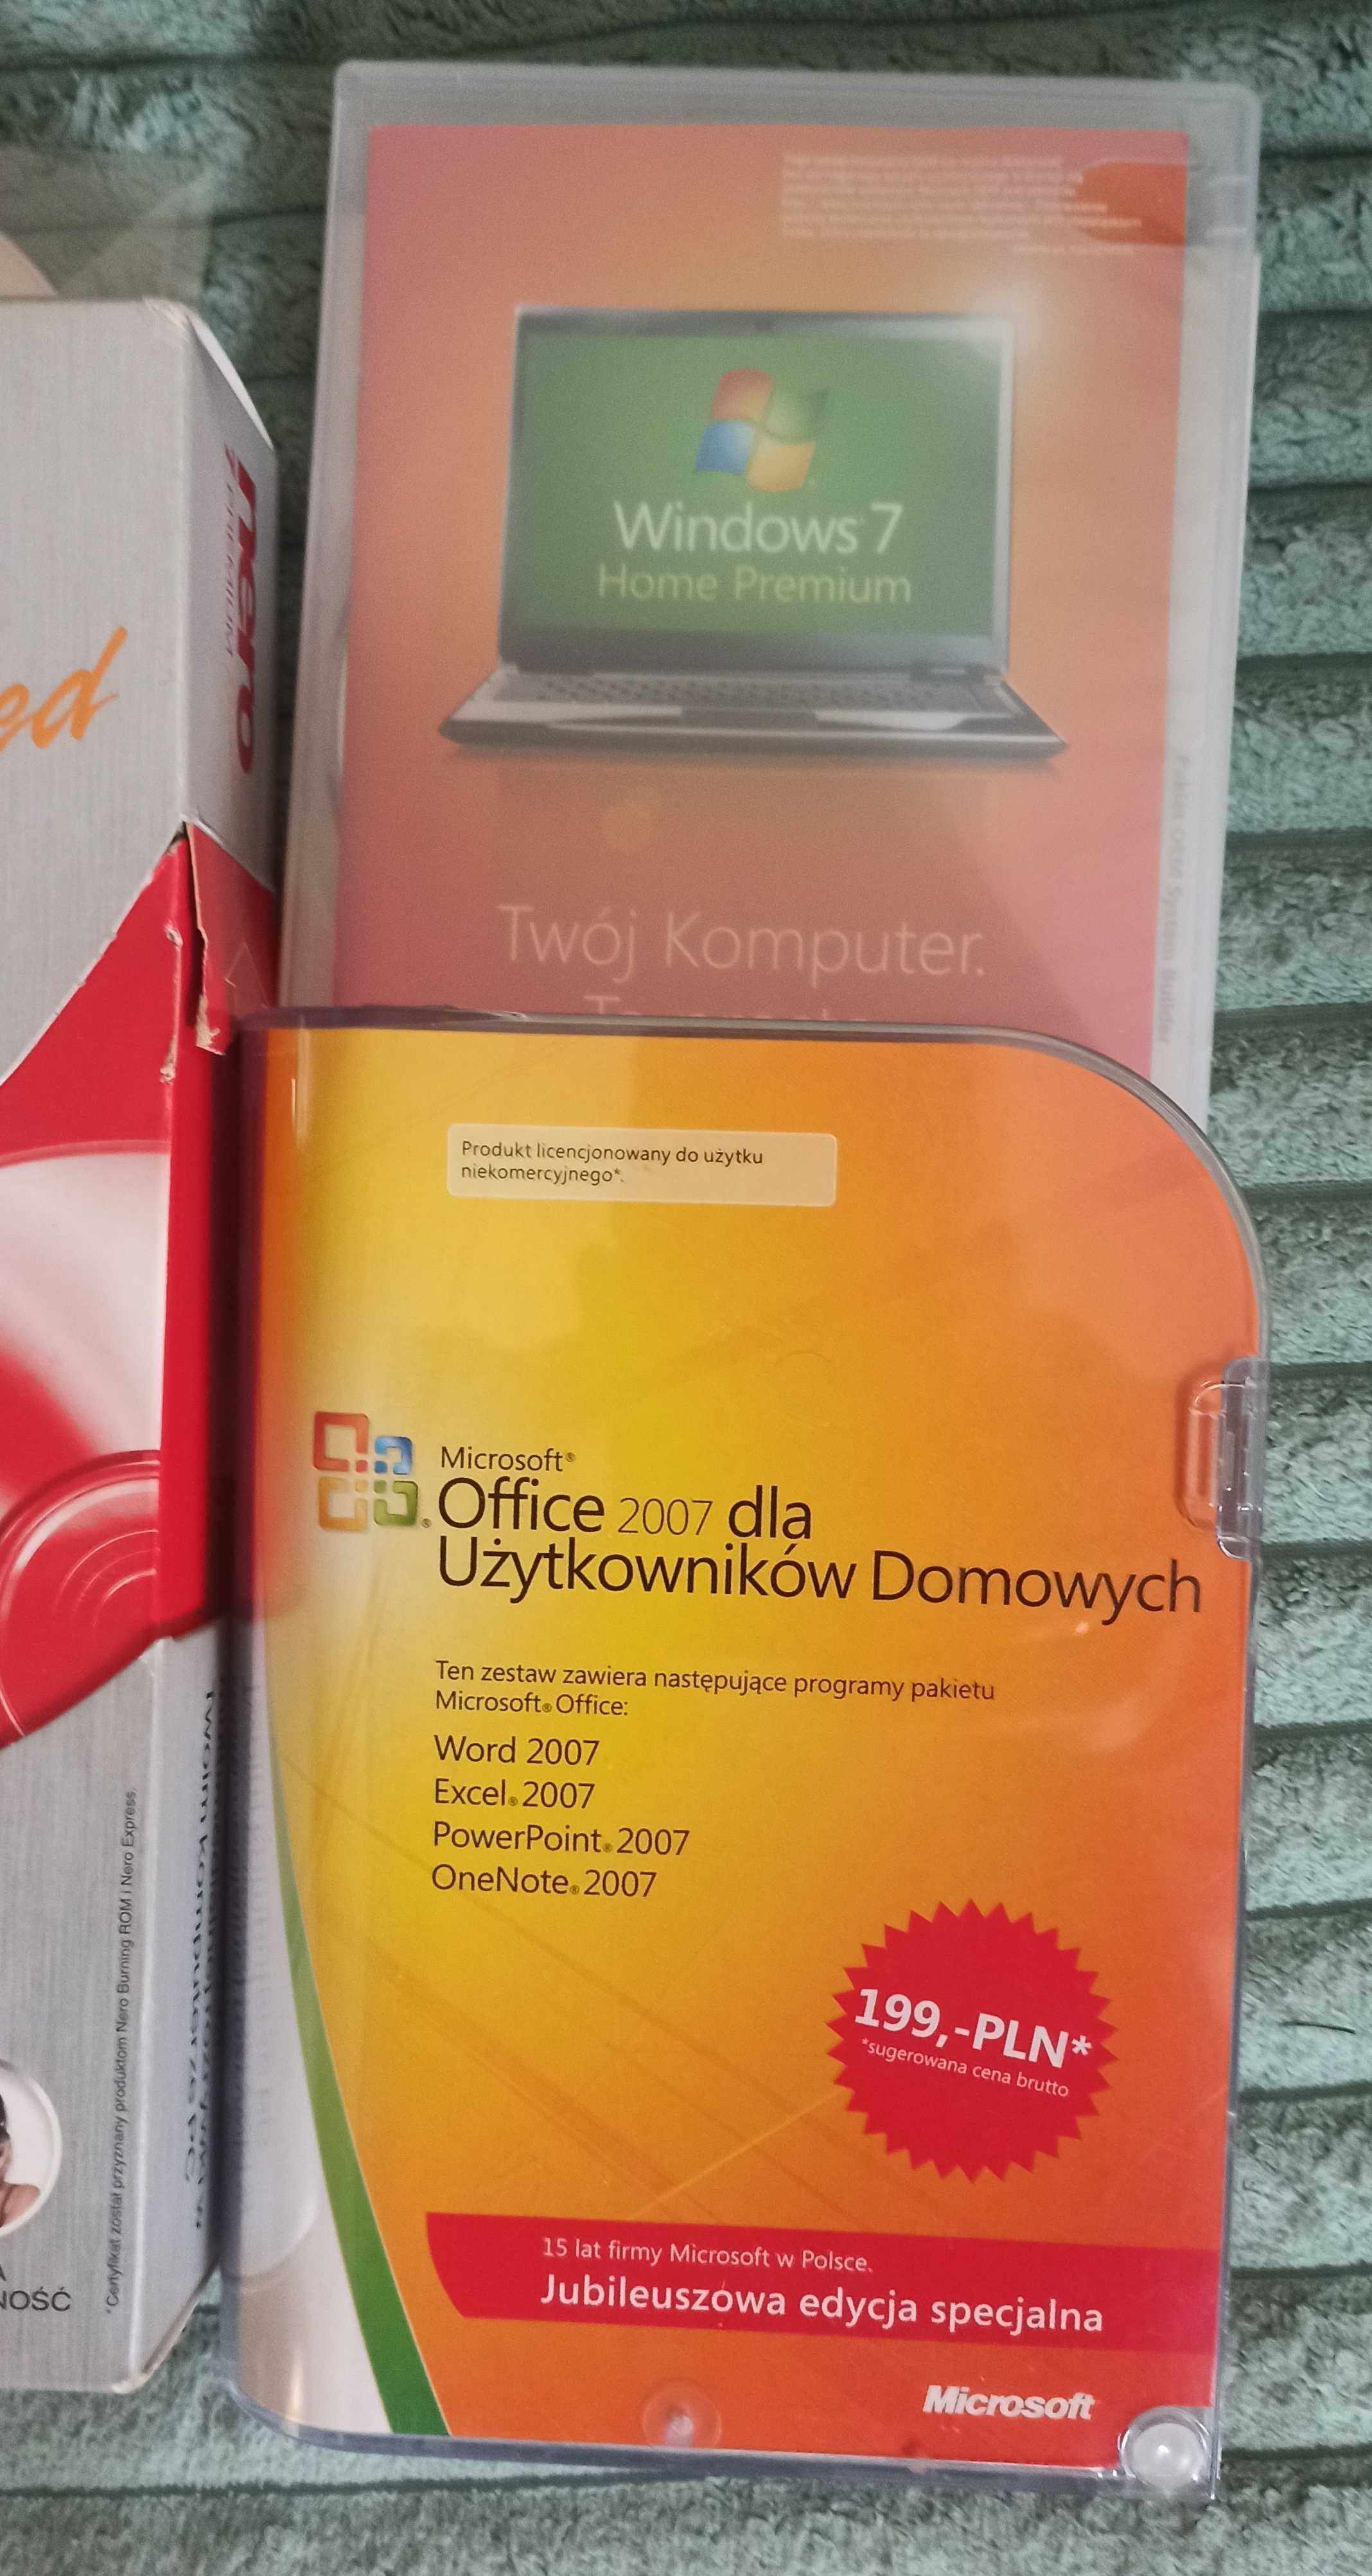 ed
nero
PREMIUM
*Certyfikat został przyznany produktom Nero Burning ROM i Nero Express.
NOŚĆ
Windows 7
Home Premium
Twój Komputer.
Produkt licencjonowany do użytku
niekomercyjnego*.
Microsoft®
Office 2007 dla
Użytkowników Domowych
Ten zestaw zawiera następujące programy pakietu
Microsoft® Office:
Word 2007
Excel® 2007
PowerPoint® 2007
OneNote® 2007
199,-PLN*
*sugerowana cena brutto
15 lat firmy Microsoft w Polsce.
Jubileuszowa edycja specjalna
Microsoft